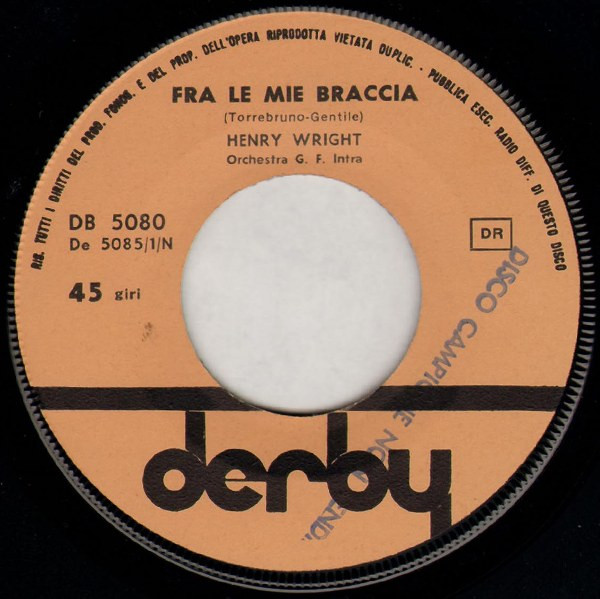 RIS. TUTTI I DIRITTI DEL PROD. FONOG. E DEL PROP. DELL'OPERA RIPRODOTTA VIETATA DUPLIC. - PUBBLICA ESEC. RADIO DIFF. DI QUESTO DISCO
FRA LE MIE BRACCIA
(Torrebruno-Gentile)
HENRY WRIGHT
Orchestra G. F. Intra
DB 5080
De 5085/1/N
DR
45 giri
DISCO CAMPIONE NON
derby